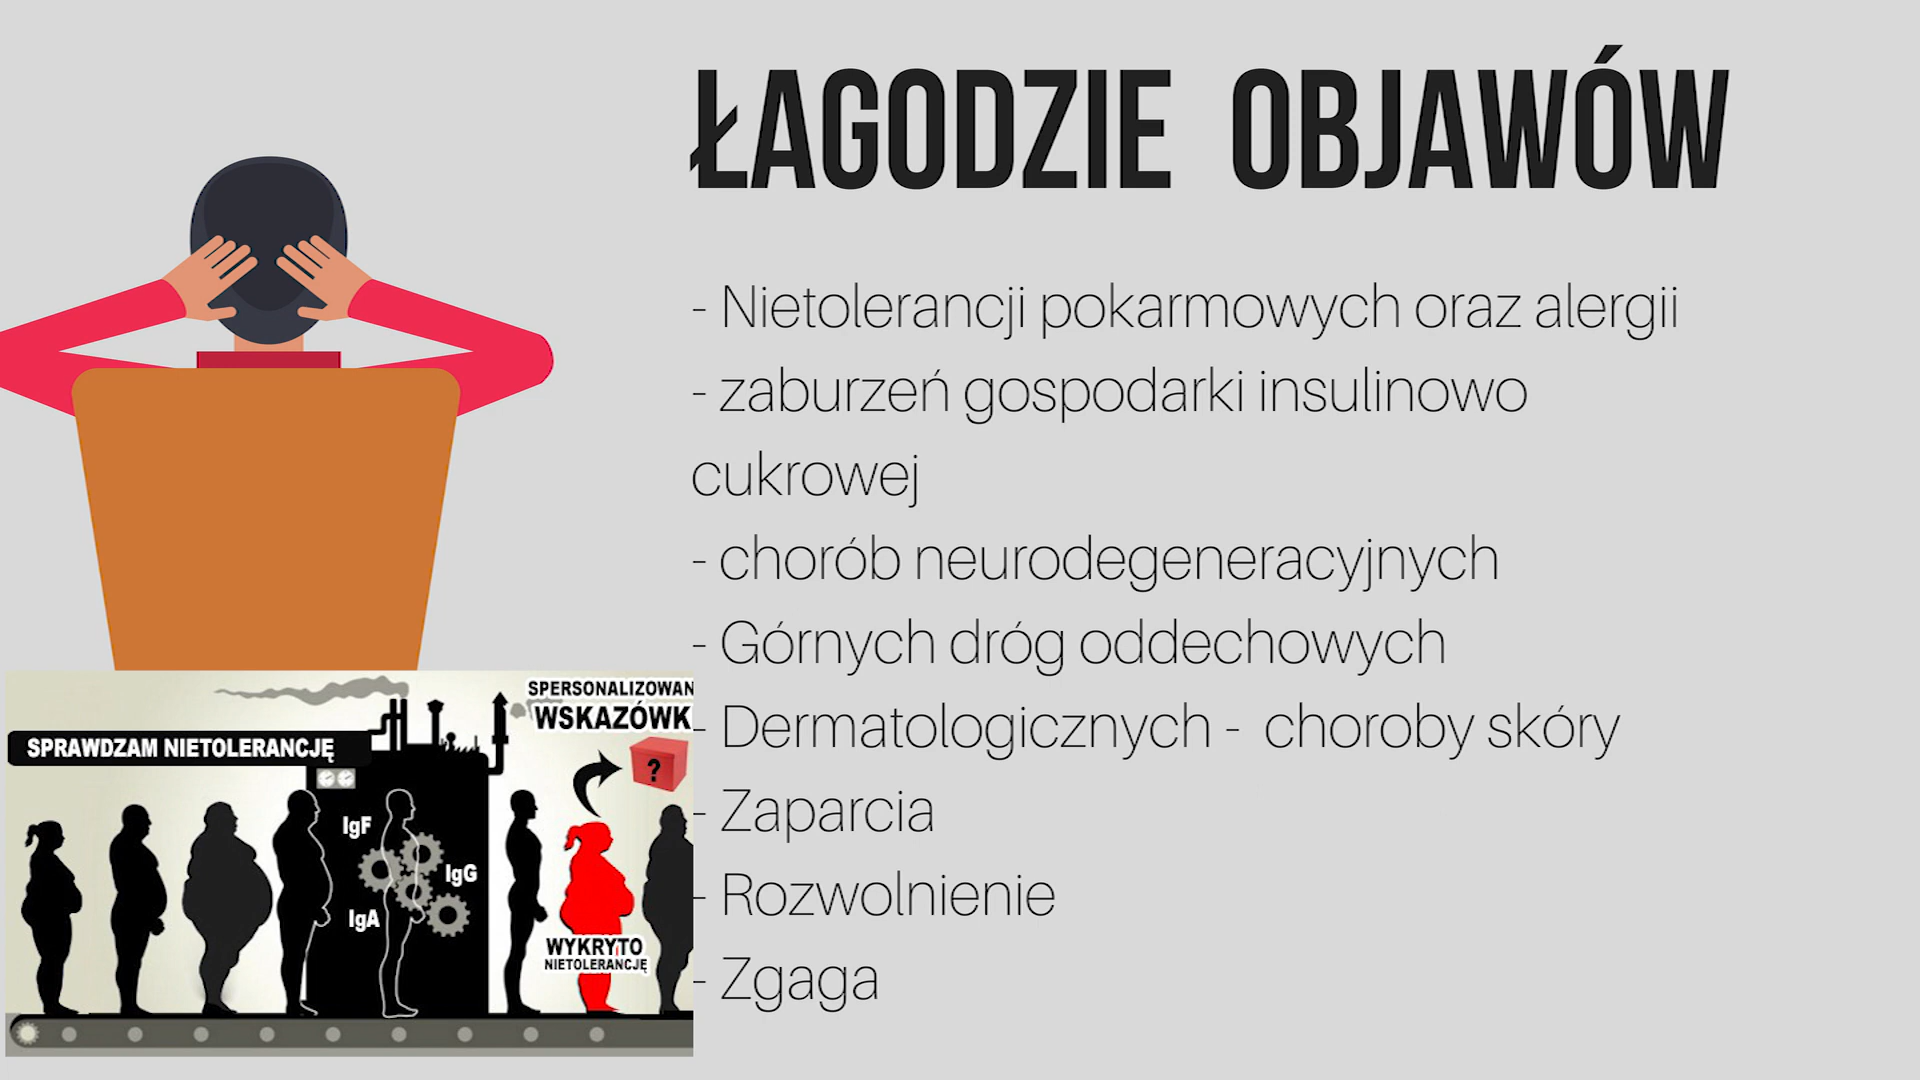 ŁAGODZIE OBJAWÓW
- Nietolerancji pokarmowych oraz alergii
- zaburzeń gospodarki insulinowo
cukrowej
- chorób neurodegeneracyjnych
- Górnych dróg oddechowych
- Dermatologicznych - choroby skóry
- Zaparcia
- Rozwolnienie
- Zgaga
SPERSONALIZOWAN
WSKAZÓWK
SPRAWDZAM NIETOLERANCJĘ
?
IgF
IgG
IgA
WYKRYTO
NIETOLERANCJĘ